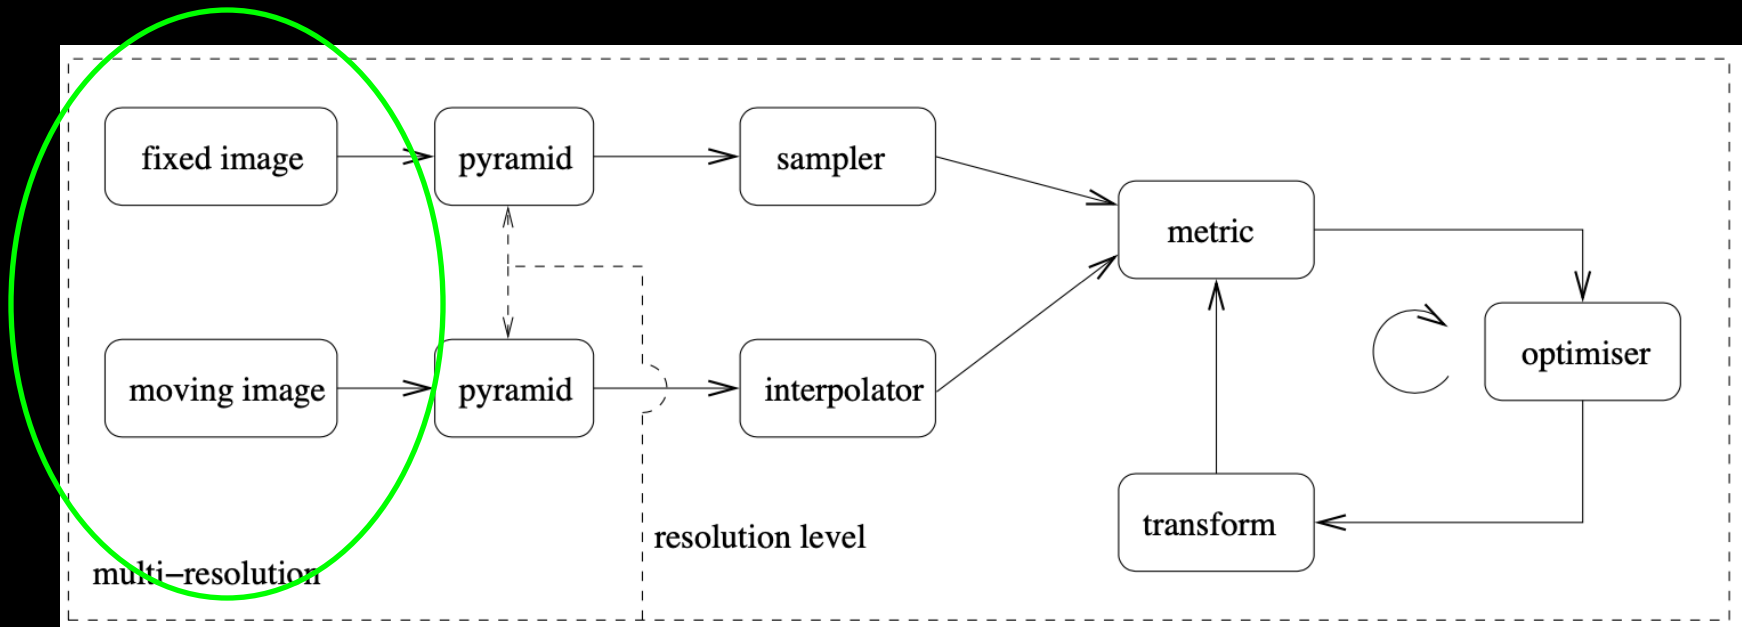 fixed image
pyramid
sampler
metric
optimiser
moving image
pyramid
interpolator
transform
resolution level
multi–resolution